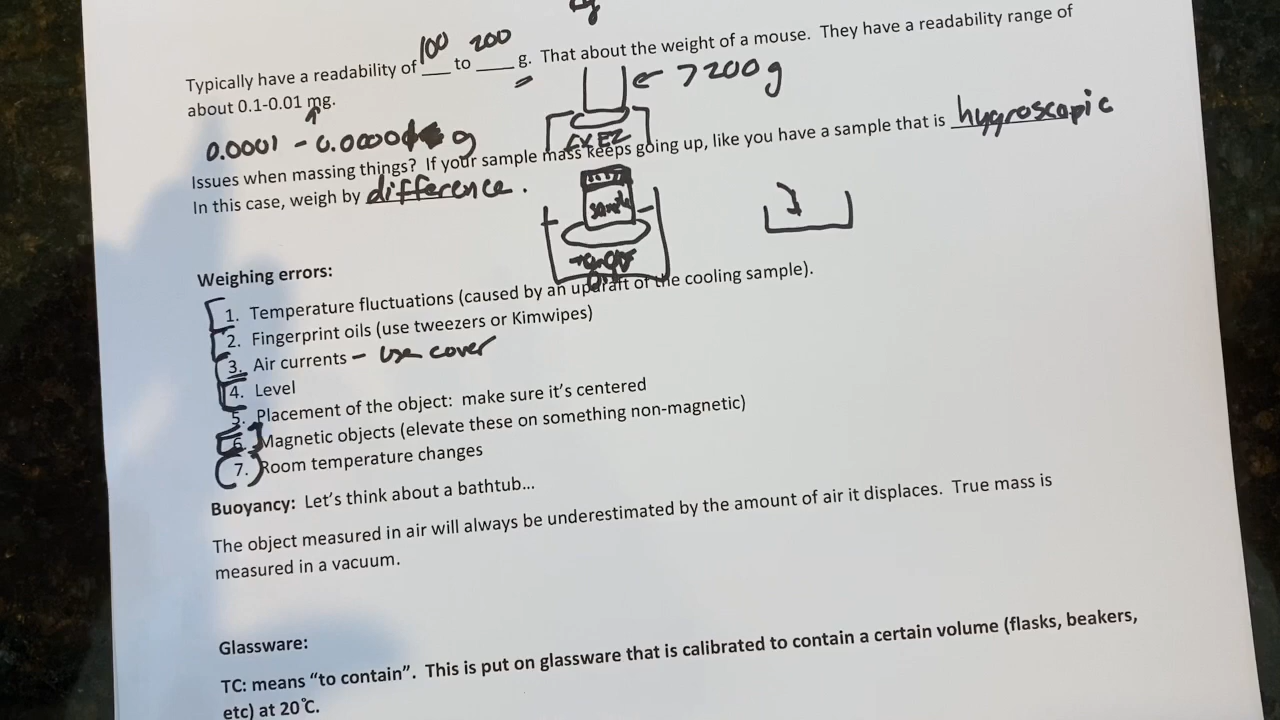 100 200
Typically have a readability of ___ to ____ g. That about the weight of a mouse. They have a readability range of
about 0.1-0.01 mg.
>200g
0.0001 - 0.00001 g
Issues when massing things? If your sample mass keeps going up, like you have a sample that is hygroscopic
In this case, weigh by difference.
sample
Weighing errors:
1. Temperature fluctuations (caused by an updraft of the cooling sample).
2. Fingerprint oils (use tweezers or Kimwipes)
3. Air currents - use cover
4. Level
5. Placement of the object: make sure it's centered
6. Magnetic objects (elevate these on something non-magnetic)
7. Room temperature changes
Buoyancy: Let's think about a bathtub...
The object measured in air will always be underestimated by the amount of air it displaces. True mass is
measured in a vacuum.
Glassware:
TC: means "to contain". This is put on glassware that is calibrated to contain a certain volume (flasks, beakers,
etc) at 20°C.